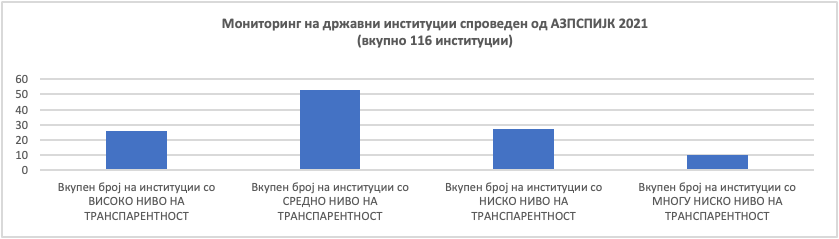 Мониторинг на државни институции спроведен од АЗПСПИЈК 2021
(вкупно 116 институции)
60
50
40
30
20
10
0
Вкупен број на институции со
ВИСОКО НИВО НА
ТРАНСПАРЕНТНОСТ
Вкупен број на институции со
СРЕДНО НИВО НА
ТРАНСПАРЕНТНОСТ
Вкупен број на институции со
НИСКО НИВО НА
ТРАНСПАРЕНТНОСТ
Вкупен број на институции со
МНОГУ НИСКО НИВО НА
ТРАНСПАРЕНТНОСТ